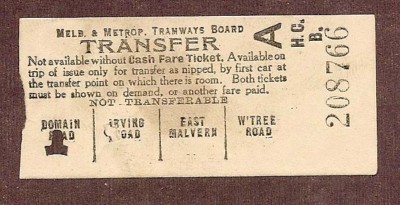 MELB. & METROP. TRAMWAYS BOARD
TRANSFER
Not available without Cash Fare Ticket. Available on
trip of issue only for transfer as nipped, by first car at
the transfer point on which there is room. Both tickets
must be shown on demand, or another fare paid.
NOT TRANSFERABLE
DOMAIN ROAD
IRVING ROAD
EAST MALVERN
W'TREE ROAD
A
H.C.
B.
208766